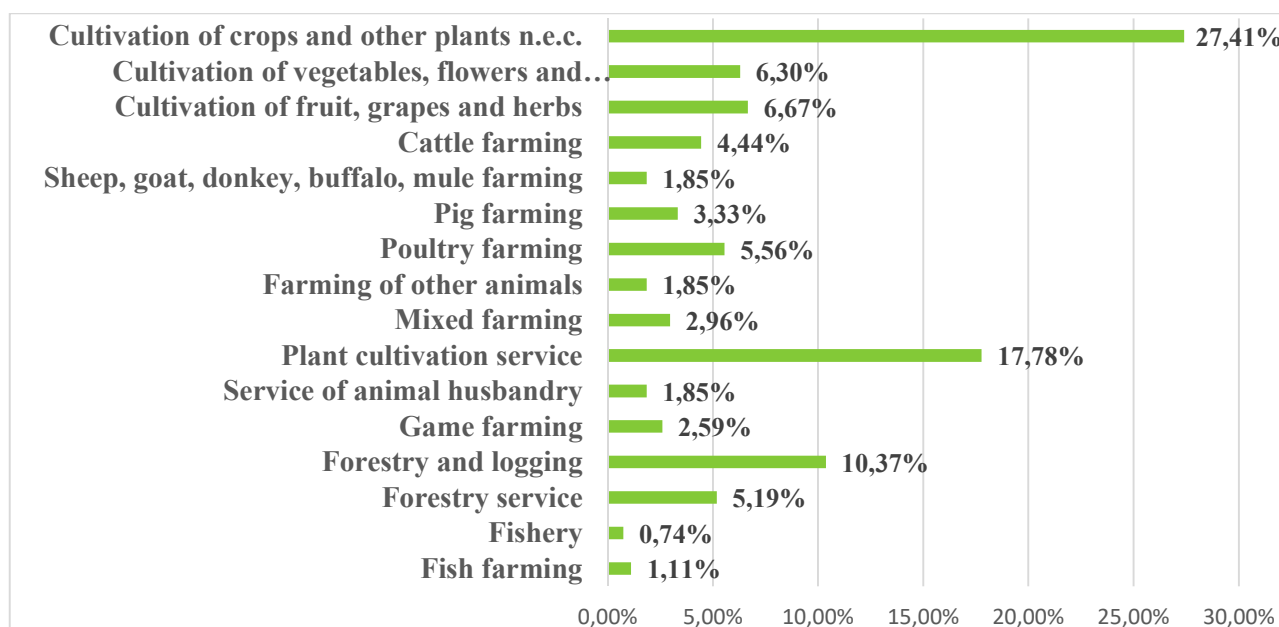 Cultivation of crops and other plants n.e.c. 27,41%
Cultivation of vegetables, flowers and… 6,30%
Cultivation of fruit, grapes and herbs 6,67%
Cattle farming 4,44%
Sheep, goat, donkey, buffalo, mule farming 1,85%
Pig farming 3,33%
Poultry farming 5,56%
Farming of other animals 1,85%
Mixed farming 2,96%
Plant cultivation service 17,78%
Service of animal husbandry 1,85%
Game farming 2,59%
Forestry and logging 10,37%
Forestry service 5,19%
Fishery 0,74%
Fish farming 1,11%
0,00% 5,00% 10,00% 15,00% 20,00% 25,00% 30,00%